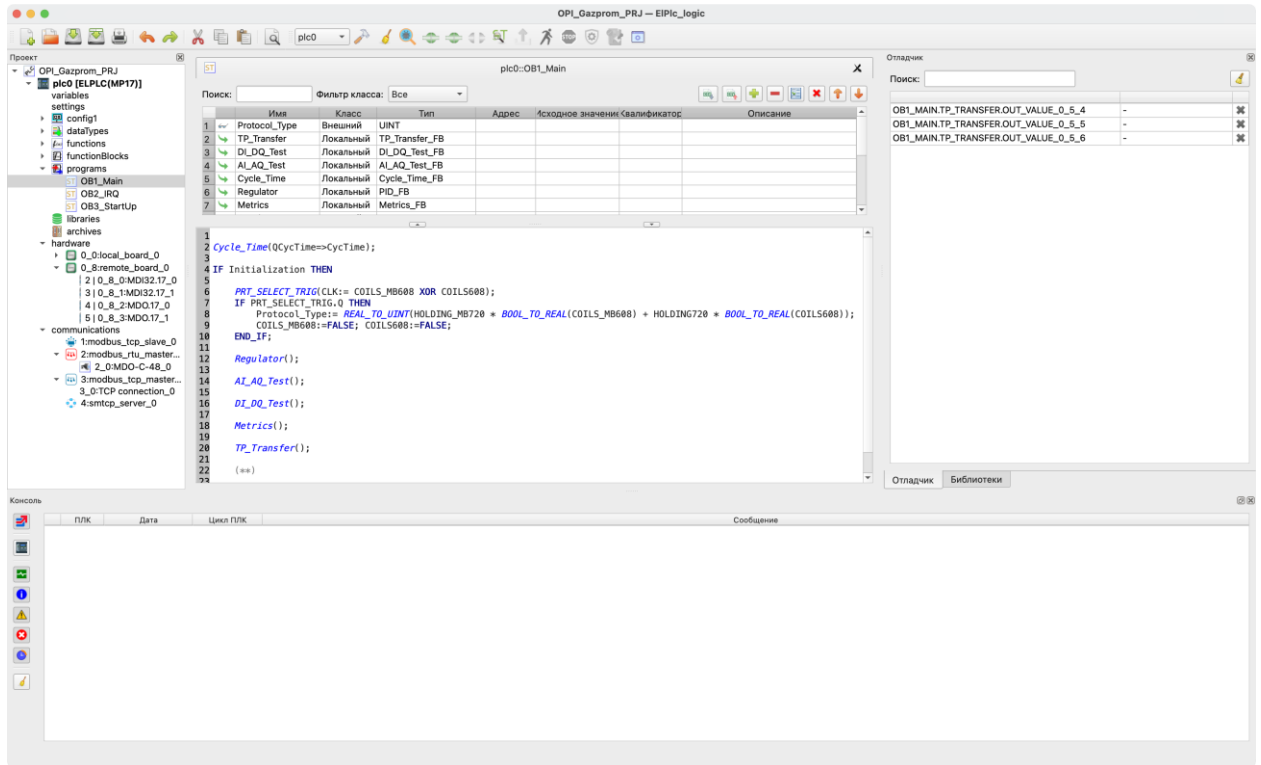 OPI_Gazprom_PRJ — ElPlc_logic
plc0
Проект
OPI_Gazprom_PRJ
plc0 [ELPLC(MP17)]
variables
settings
config1
dataTypes
functions
functionBlocks
programs
OB1_Main
OB2_IRQ
OB3_StartUp
libraries
archives
hardware
0_0:local_board_0
0_8:remote_board_0
2 | 0_8_0:MDI32.17_0
3 | 0_8_1:MDI32.17_1
4 | 0_8_2:MDO.17_0
5 | 0_8_3:MDO.17_1
communications
1:modbus_tcp_slave_0
2:modbus_rtu_master...
2_0:MDO-C-48_0
3:modbus_tcp_master...
3_0:TCP connection_0
4:smtcp_server_0
ST plc0::OB1_Main
Поиск: Фильтр класса: Все
Имя Класс Тип Адрес Исходное значение Квалификатор Описание
1 Protocol_Type Внешний UINT
2 TP_Transfer Локальный TP_Transfer_FB
3 DI_DQ_Test Локальный DI_DQ_Test_FB
4 AI_AQ_Test Локальный AI_AQ_Test_FB
5 Cycle_Time Локальный Cycle_Time_FB
6 Regulator Локальный PID_FB
7 Metrics Локальный Metrics_FB
1
2 Cycle_Time(QCycTime=>CycTime);
3
4 IF Initialization THEN
5
6 PRT_SELECT_TRIG(CLK:= COILS_MB608 XOR COILS608);
7 IF PRT_SELECT_TRIG.Q THEN
8 Protocol_Type:= REAL_TO_UINT(HOLDING_MB720 * BOOL_TO_REAL(COILS_MB608) + HOLDING720 * BOOL_TO_REAL(COILS608));
9 COILS_MB608:=FALSE; COILS608:=FALSE;
10 END_IF;
11
12 Regulator();
13
14 AI_AQ_Test();
15
16 DI_DQ_Test();
17
18 Metrics();
19
20 TP_Transfer();
21
22 (**)
23
Отладчик
Поиск:
OB1_MAIN.TP_TRANSFER.OUT_VALUE_0_5_4 -
OB1_MAIN.TP_TRANSFER.OUT_VALUE_0_5_5 -
OB1_MAIN.TP_TRANSFER.OUT_VALUE_0_5_6 -
Отладчик Библиотеки
Консоль
ПЛК Дата Цикл ПЛК Сообщение